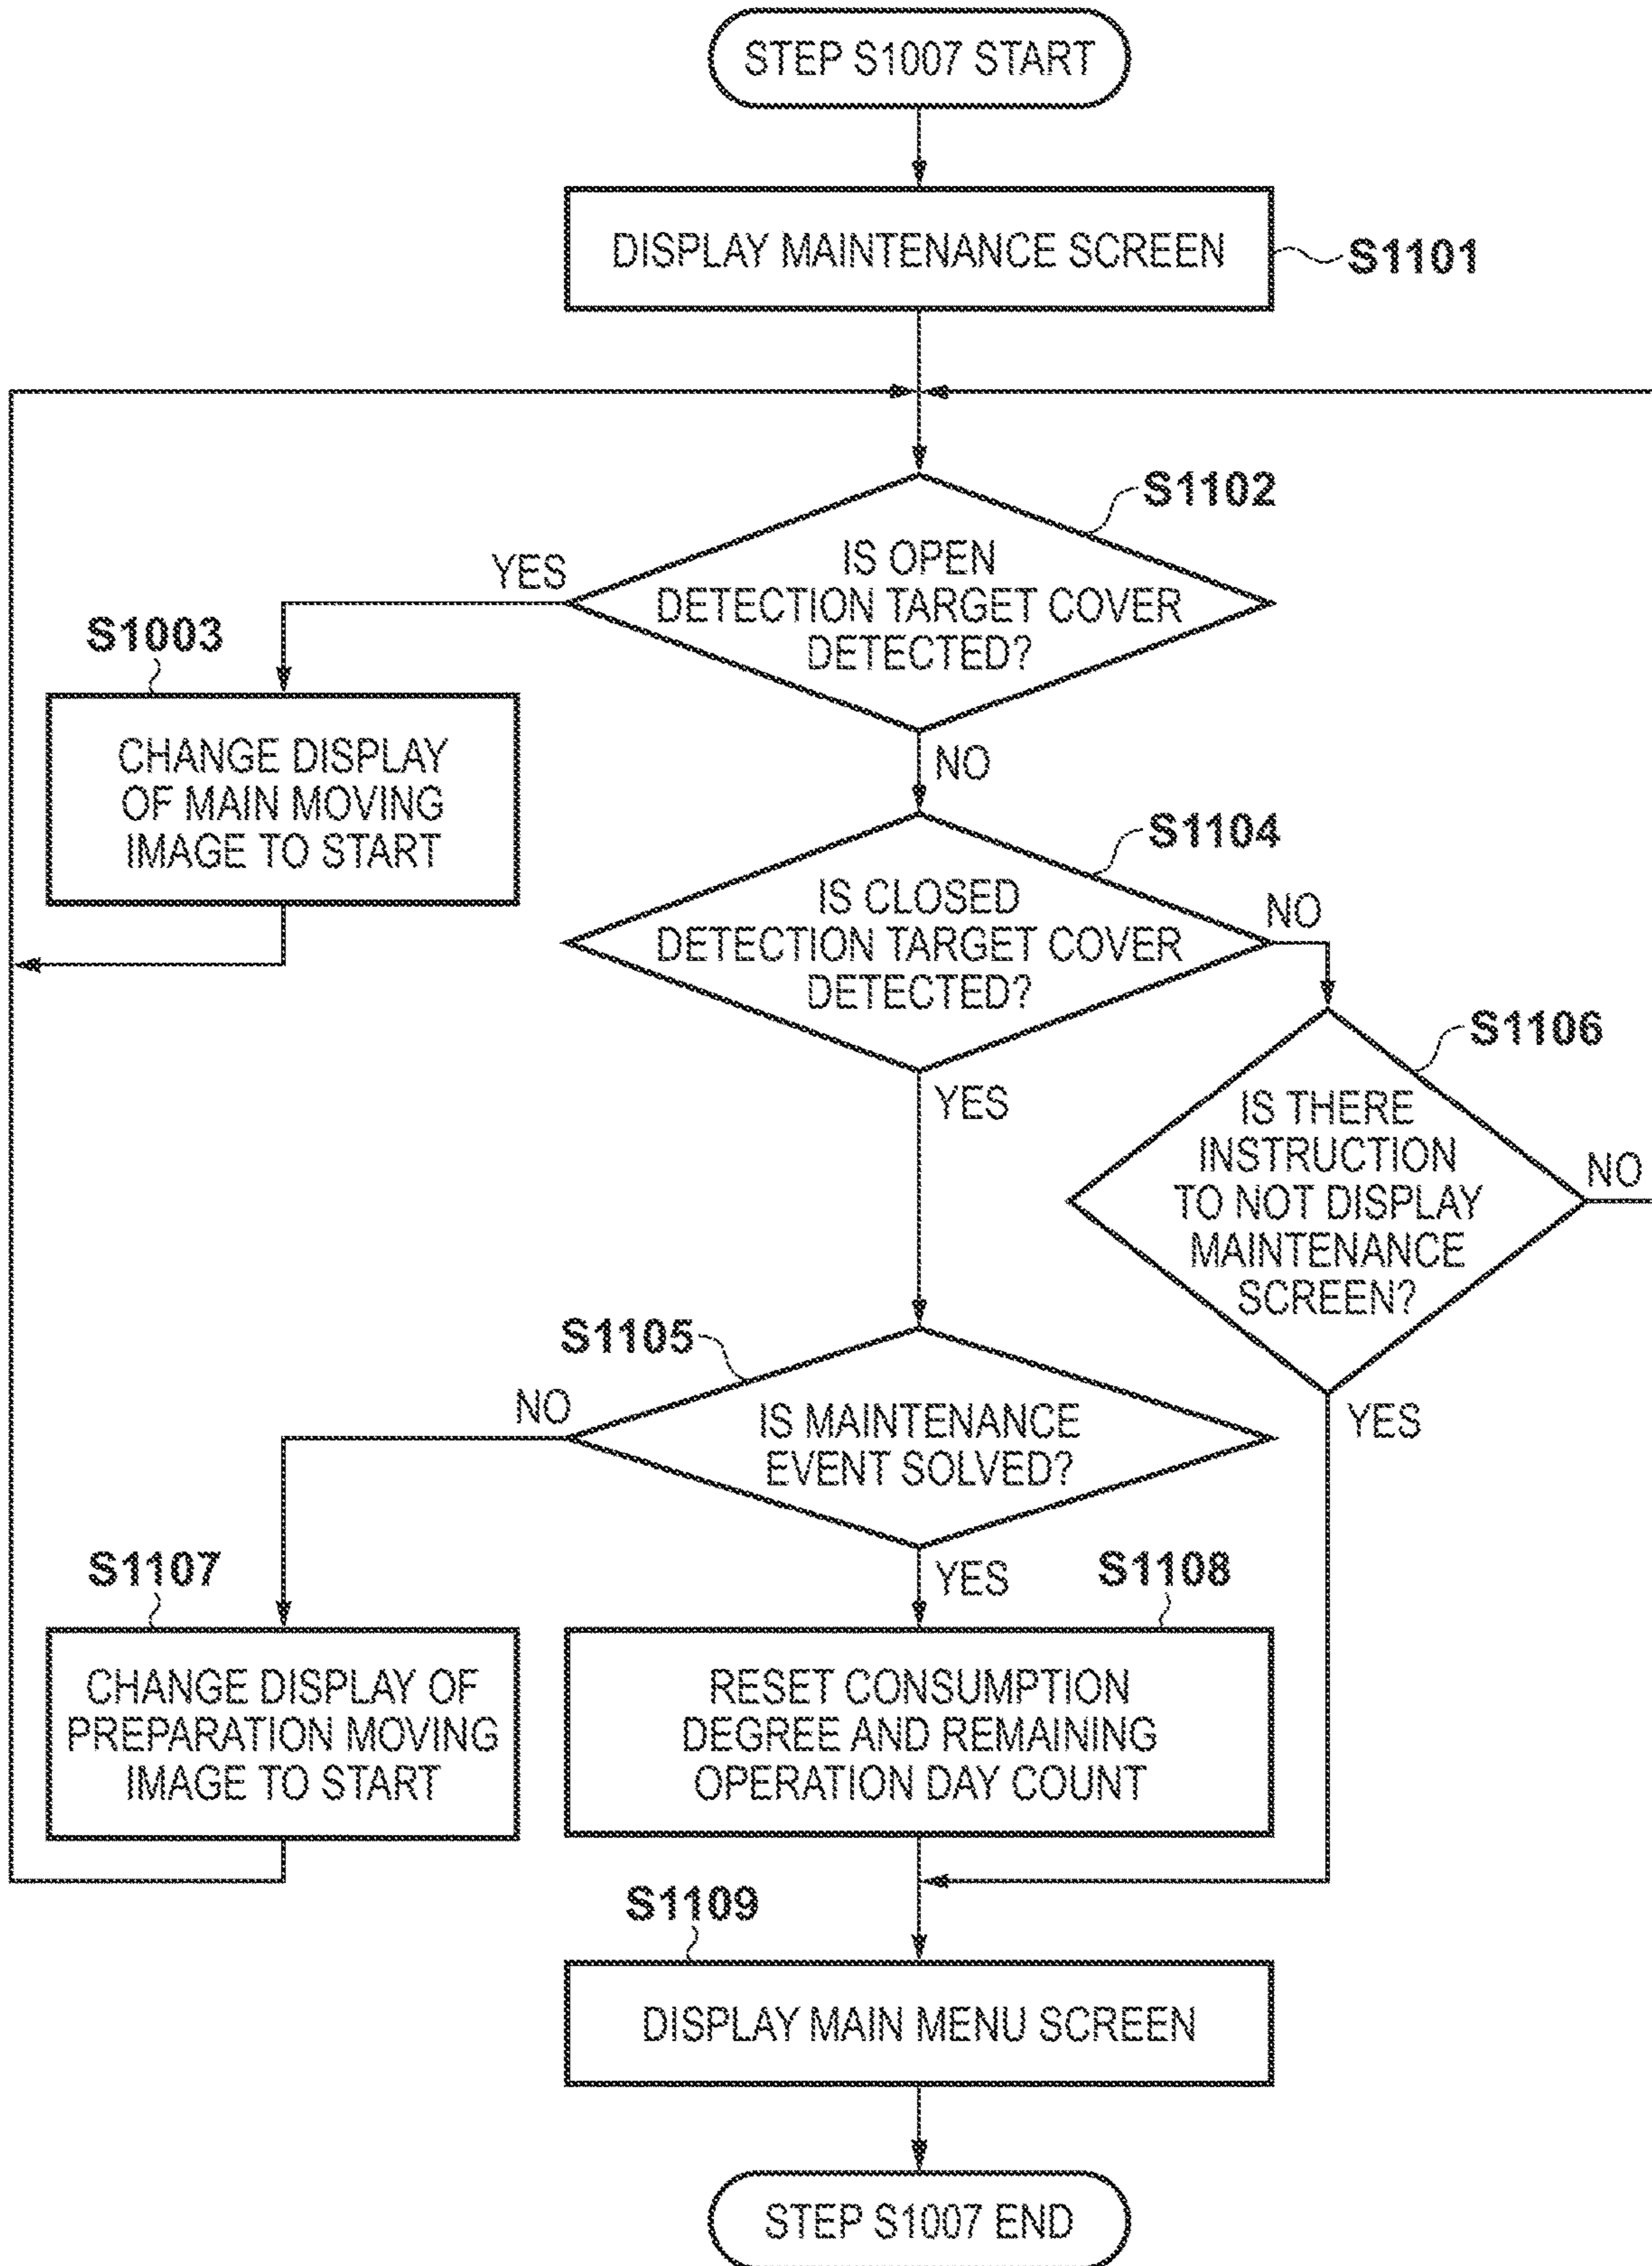 STEP S1007 START
DISPLAY MAINTENANCE SCREEN
S1101
S1102
IS OPEN
DETECTION TARGET COVER
DETECTED?
YES
NO
S1003
CHANGE DISPLAY
OF MAIN MOVING
IMAGE TO START
S1104
IS CLOSED
DETECTION TARGET COVER
DETECTED?
NO
YES
S1106
IS THERE
INSTRUCTION
TO NOT DISPLAY
MAINTENANCE
SCREEN?
NO
YES
S1105
IS MAINTENANCE
EVENT SOLVED?
NO
YES
S1107
CHANGE DISPLAY OF
PREPARATION MOVING
IMAGE TO START
S1108
RESET CONSUMPTION
DEGREE AND REMAINING
OPERATION DAY COUNT
S1109
DISPLAY MAIN MENU SCREEN
STEP S1007 END